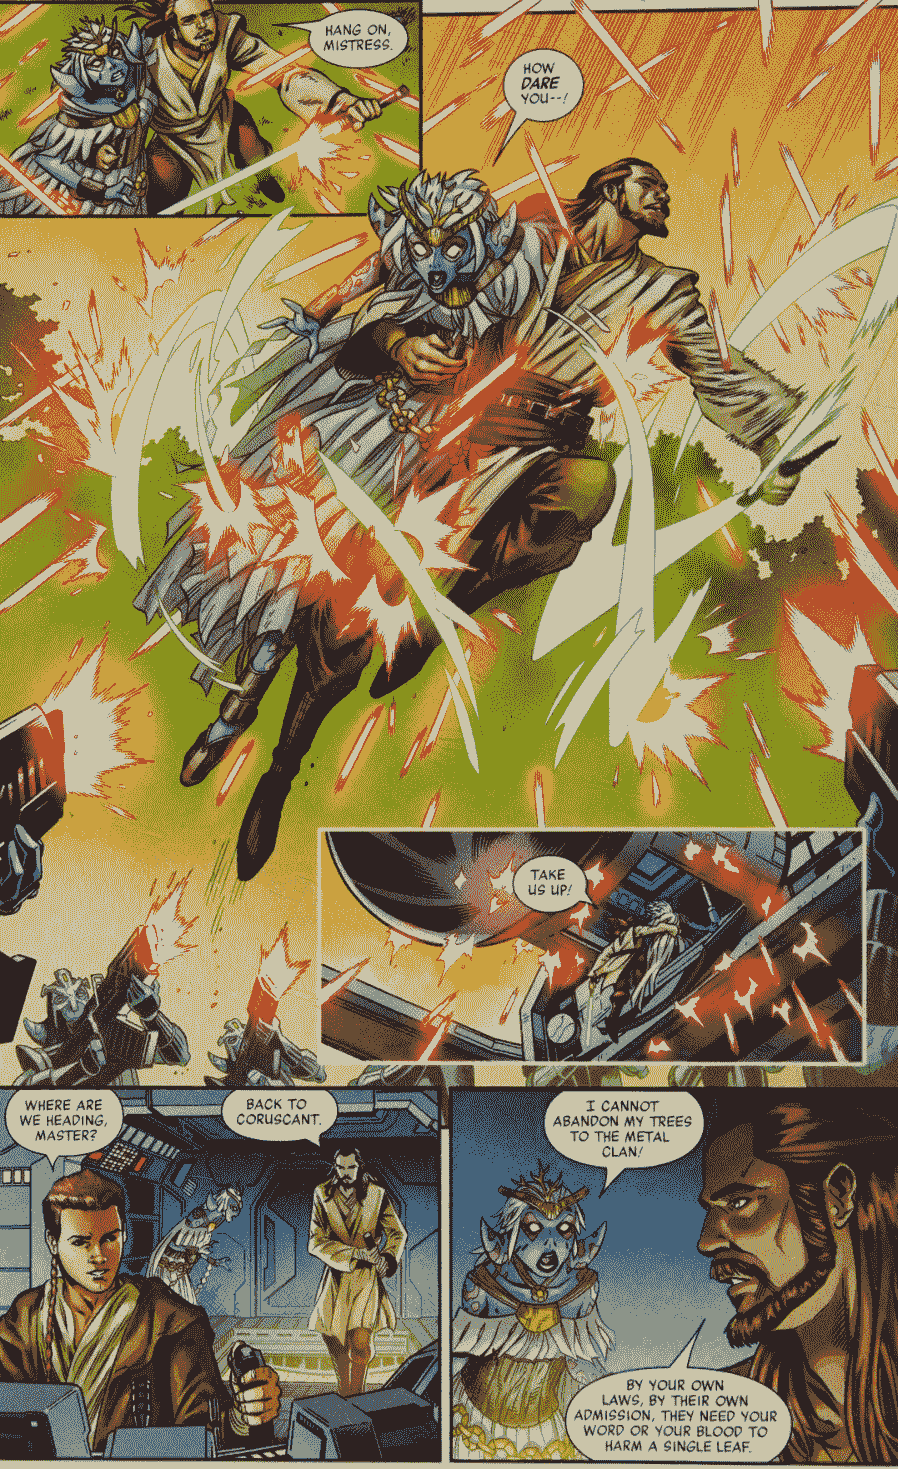 HANG ON,
MISTRESS.
HOW
DARE
YOU--!
TAKE
US UP!
WHERE ARE
WE HEADING,
MASTER?
BACK TO
CORUSCANT.
I CANNOT
ABANDON MY TREES
TO THE METAL
CLAN!
BY YOUR OWN
LAWS, BY THEIR OWN
ADMISSION, THEY NEED YOUR
WORD OR YOUR BLOOD TO
HARM A SINGLE LEAF.